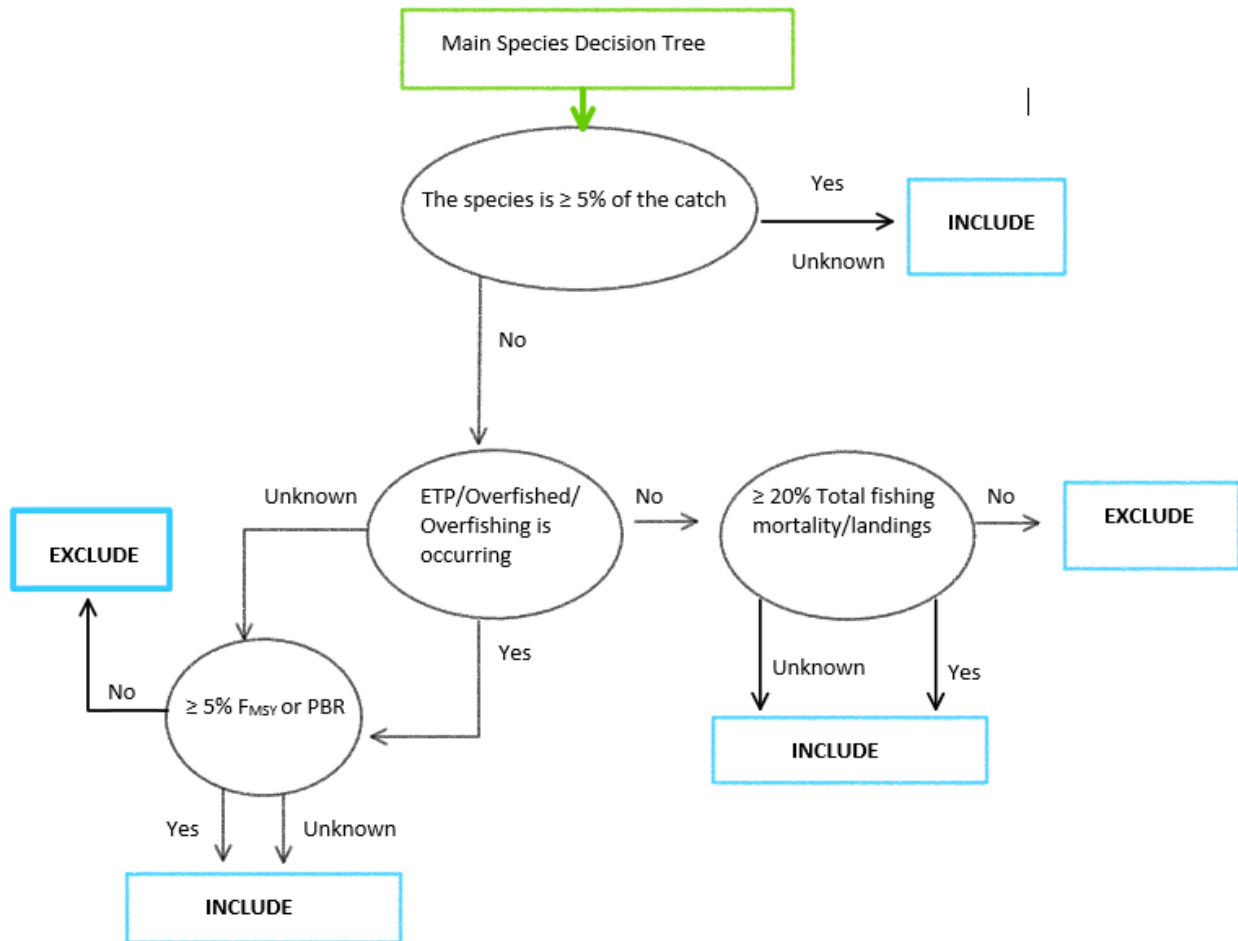 Main Species Decision Tree
The species is ≥ 5% of the catch
Yes
Unknown
INCLUDE
No
ETP/Overfished/
Overfishing is
occurring
Unknown
No
≥ 20% Total fishing
mortality/landings
No
EXCLUDE
EXCLUDE
Yes
Unknown
Yes
INCLUDE
No
≥ 5% FMSY or PBR
Yes
Unknown
INCLUDE